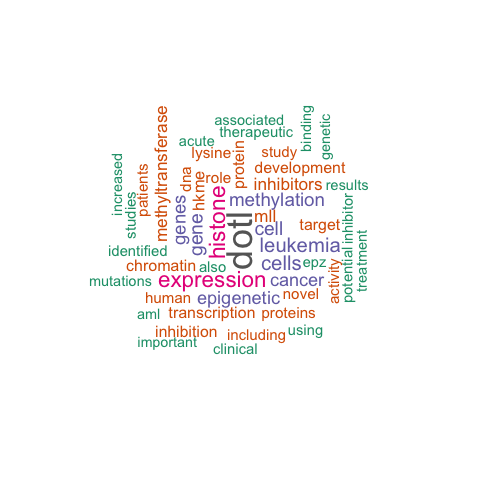 associated
therapeutic
binding
genetic
acute
lysine
protein
study
development
methyltransferase
increased
studies
patients
dna
hkme
role
inhibitors
results
genes
gene
histone
dotl
methylation
mll
cell
target
leukemia
inhibitor
potential
treatment
identified
chromatin
also
cells
epz
activity
mutations
expression
cancer
human
epigenetic
novel
aml
transcription
proteins
inhibition
including
using
important
clinical